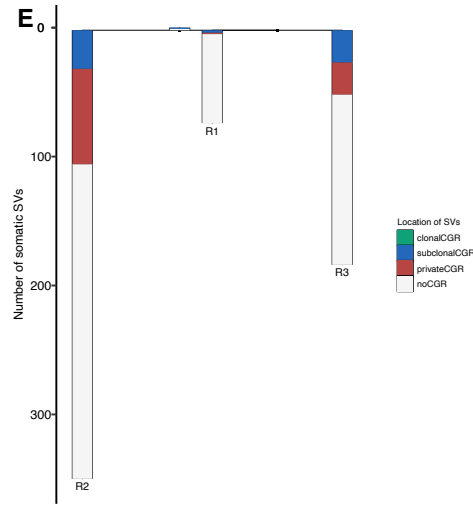 E
0
100
200
300
Number of somatic SVs
R2
R1
R3
Location of SVs
clonalCGR
subclonalCGR
privateCGR
noCGR